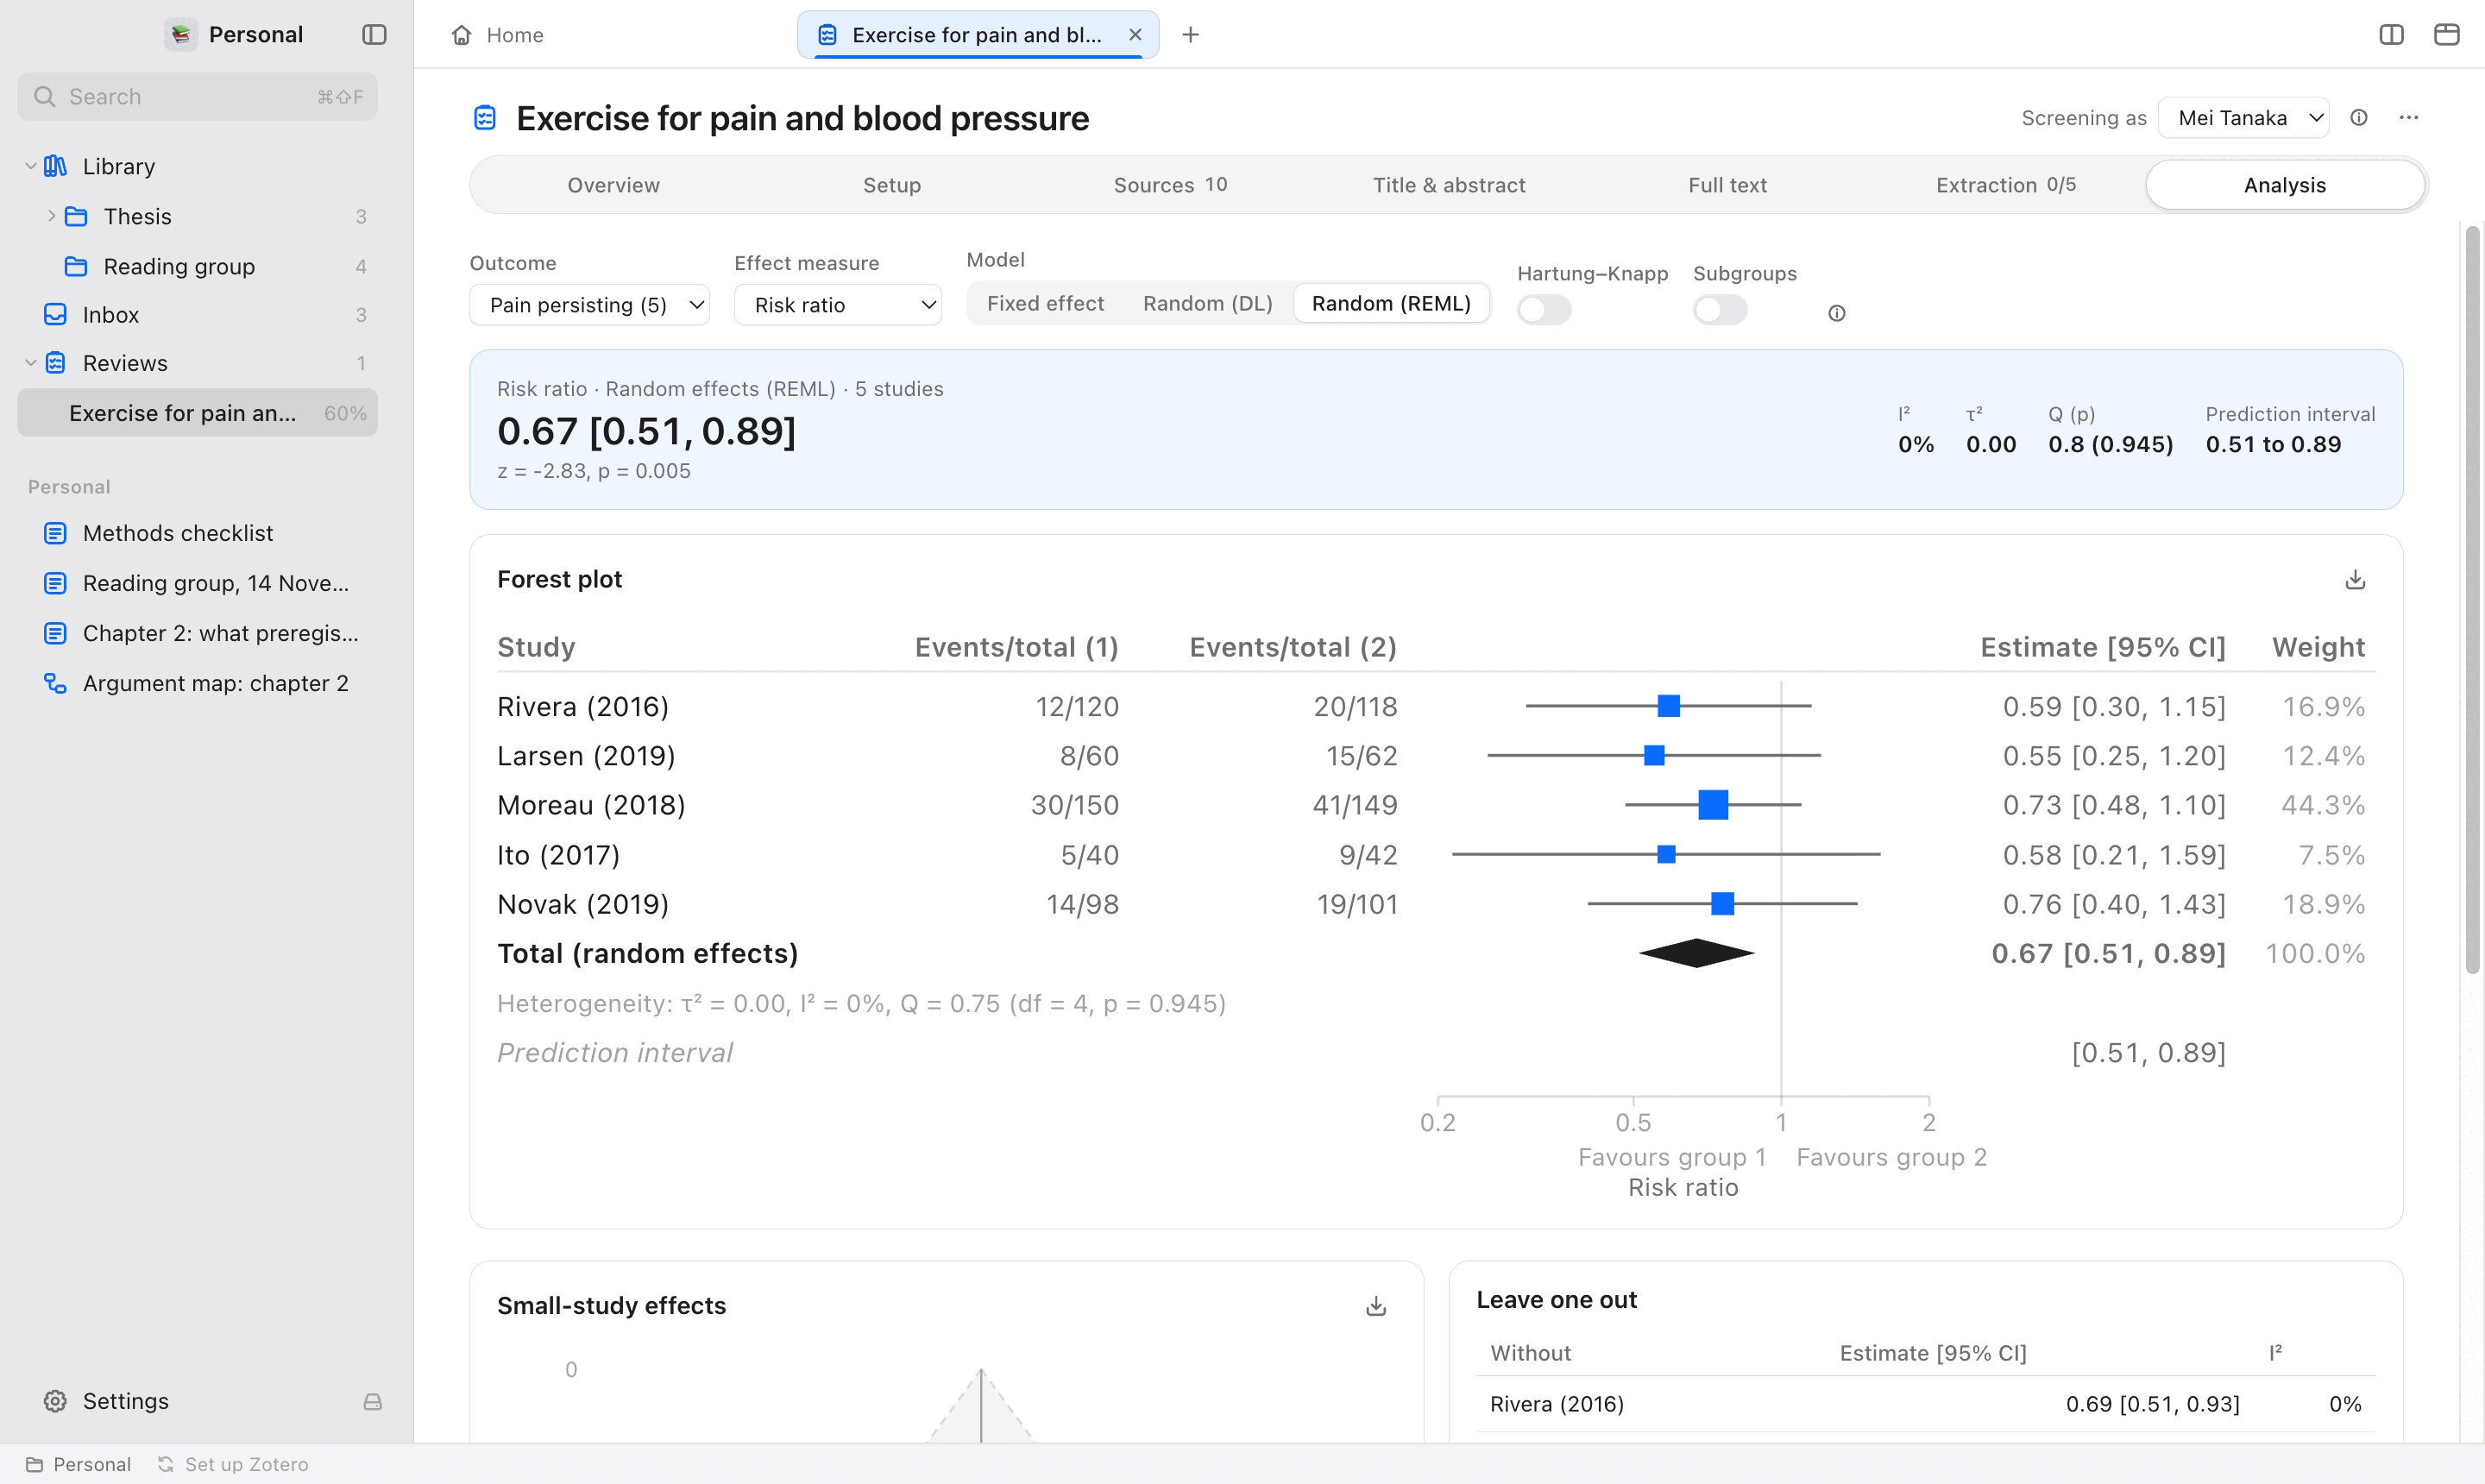 Personal
Search ⌘⇧F
Library
Thesis 3
Reading group 4
Inbox 3
Reviews 1
Exercise for pain an... 60%
Personal
Methods checklist
Reading group, 14 Nove...
Chapter 2: what preregis...
Argument map: chapter 2
Settings
Personal Set up Zotero
Home
Exercise for pain and bl...
Exercise for pain and blood pressure
Screening as Mei Tanaka
Overview Setup Sources 10 Title & abstract Full text Extraction 0/5 Analysis
Outcome Effect measure Model Hartung–Knapp Subgroups
Pain persisting (5) Risk ratio Fixed effect Random (DL) Random (REML)
Risk ratio · Random effects (REML) · 5 studies
0.67 [0.51, 0.89]
z = -2.83, p = 0.005
I² τ² Q (p) Prediction interval
0% 0.00 0.8 (0.945) 0.51 to 0.89
Forest plot
Study Events/total (1) Events/total (2) Estimate [95% CI] Weight
Rivera (2016) 12/120 20/118 0.59 [0.30, 1.15] 16.9%
Larsen (2019) 8/60 15/62 0.55 [0.25, 1.20] 12.4%
Moreau (2018) 30/150 41/149 0.73 [0.48, 1.10] 44.3%
Ito (2017) 5/40 9/42 0.58 [0.21, 1.59] 7.5%
Novak (2019) 14/98 19/101 0.76 [0.40, 1.43] 18.9%
Total (random effects) 0.67 [0.51, 0.89] 100.0%
Heterogeneity: τ² = 0.00, I² = 0%, Q = 0.75 (df = 4, p = 0.945)
Prediction interval [0.51, 0.89]
0.2 0.5 1 2
Favours group 1 Favours group 2
Risk ratio
Small-study effects
0
Leave one out
Without Estimate [95% CI] I²
Rivera (2016) 0.69 [0.51, 0.93] 0%